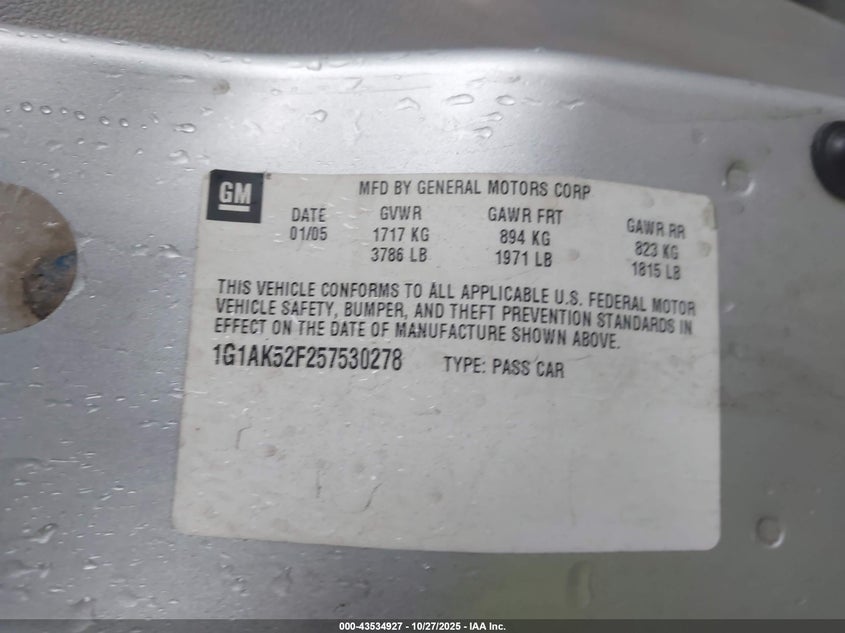 GM
MFD BY GENERAL MOTORS CORP
DATE GVWR GAWR FRT GAWR RR
01/05 1717 KG 894 KG 823 KG
3786 LB 1971 LB 1815 LB
THIS VEHICLE CONFORMS TO ALL APPLICABLE U.S. FEDERAL MOTOR
VEHICLE SAFETY, BUMPER, AND THEFT PREVENTION STANDARDS IN
EFFECT ON THE DATE OF MANUFACTURE SHOWN ABOVE.
1G1AK52F257530278 TYPE: PASS CAR
000-43534927 - 10/27/2025 - IAA Inc.